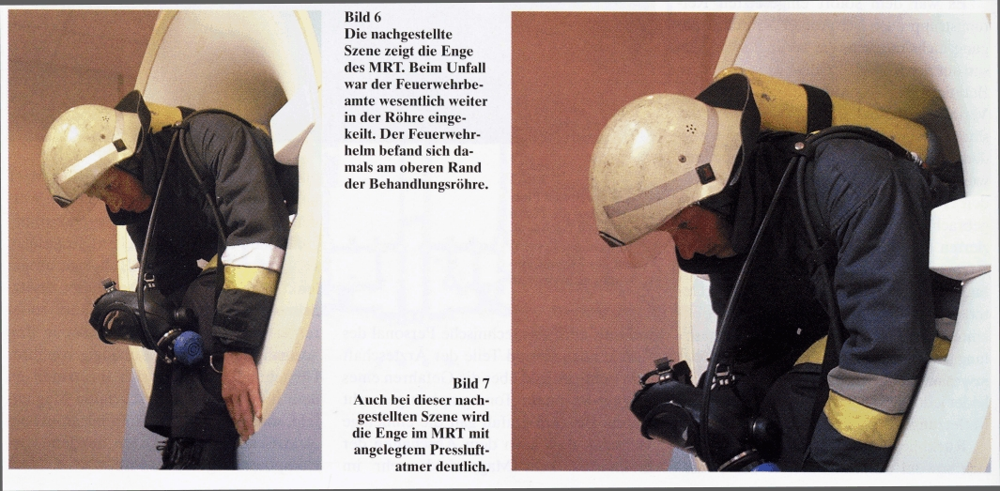 Bild 6
Die nachgestellte
Szene zeigt die Enge
des MRT. Beim Unfall
war der Feuerwehrbe-
amte wesentlich weiter
in der Röhre einge-
keilt. Der Feuerwehr-
helm befand sich da-
mals am oberen Rand
der Behandlungsröhre.
Bild 7
Auch bei dieser nach-
gestellten Szene wird
die Enge im MRT mit
angelegtem Pressluft-
atmer deutlich.